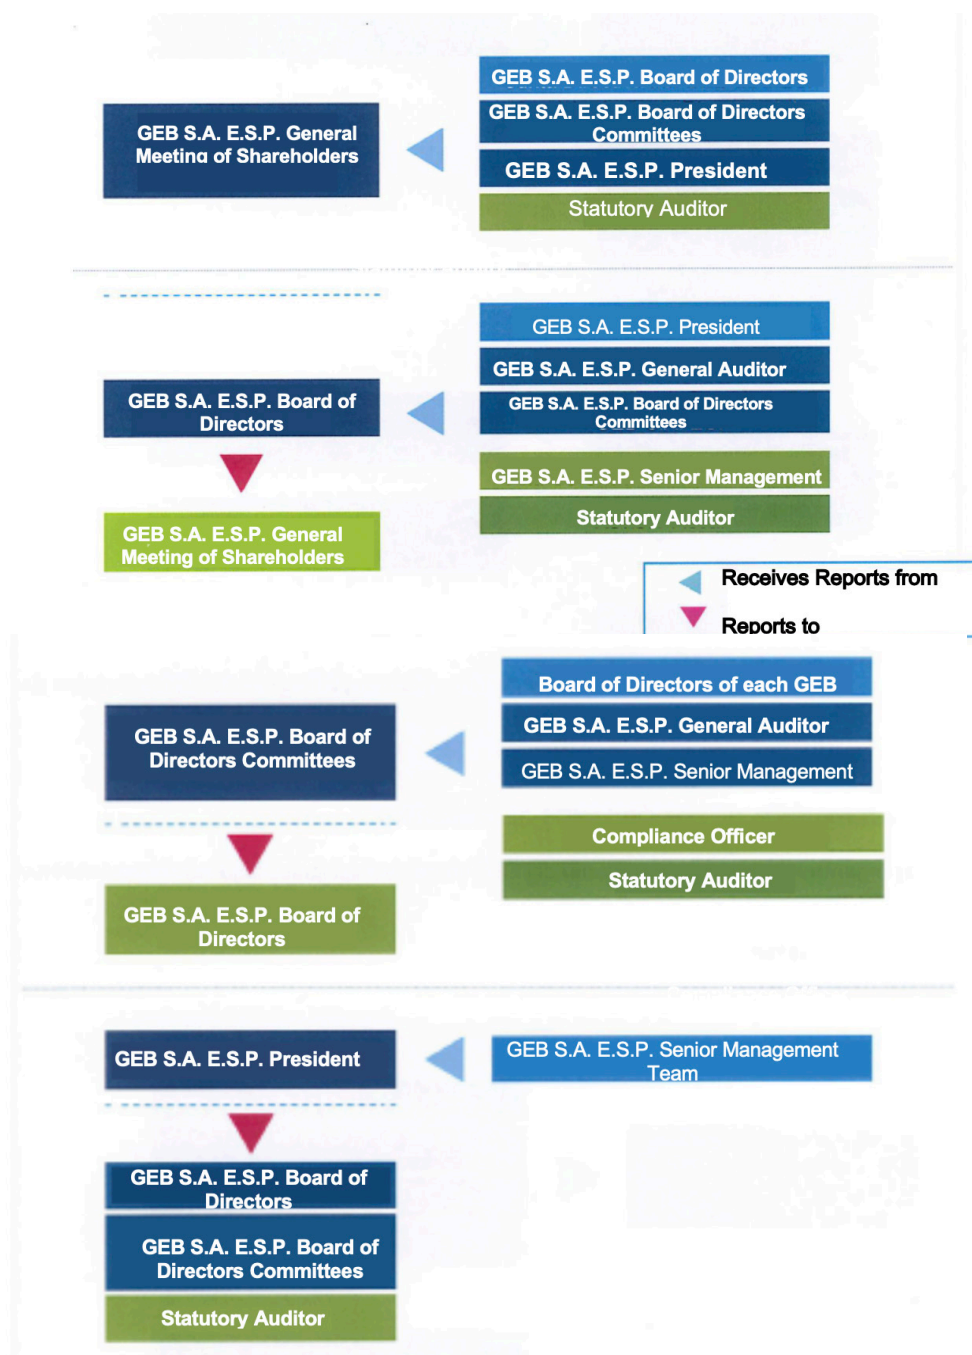 GEB S.A. E.S.P. Board of Directors
GEB S.A. E.S.P. Board of Directors
Committees
GEB S.A. E.S.P. General
Meeting of Shareholders
GEB S.A. E.S.P. President
Statutory Auditor
GEB S.A. E.S.P. President
GEB S.A. E.S.P. General Auditor
GEB S.A. E.S.P. Board of
Directors
GEB S.A. E.S.P. Board of Directors
Committees
GEB S.A. E.S.P. Senior Management
Statutory Auditor
GEB S.A. E.S.P. General
Meeting of Shareholders
Receives Reports from
Reports to
Board of Directors of each GEB
GEB S.A. E.S.P. General Auditor
GEB S.A. E.S.P. Board of
Directors Committees
GEB S.A. E.S.P. Senior Management
Compliance Officer
Statutory Auditor
GEB S.A. E.S.P. Board of
Directors
GEB S.A. E.S.P. President
GEB S.A. E.S.P. Senior Management
Team
GEB S.A. E.S.P. Board of
Directors
GEB S.A. E.S.P. Board of
Directors Committees
Statutory Auditor